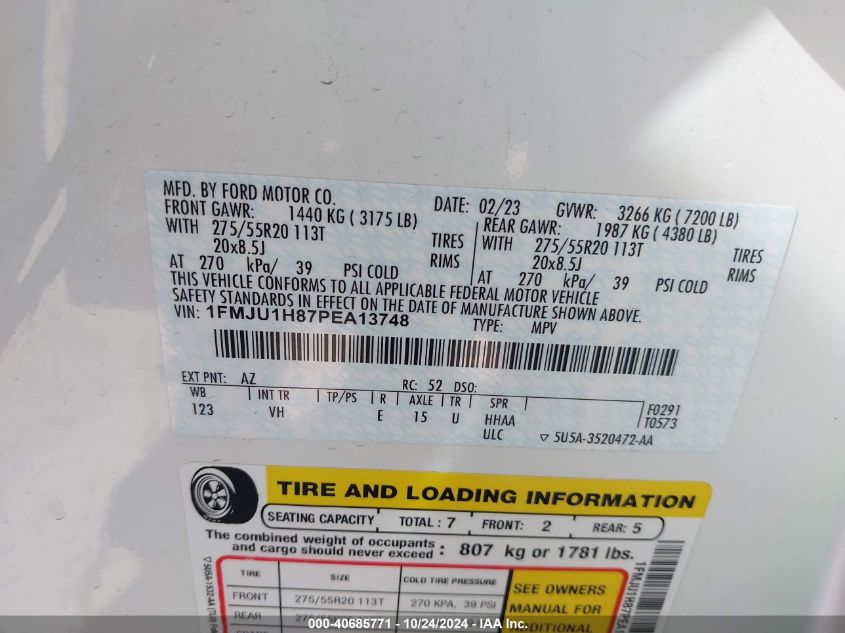 MFD. BY FORD MOTOR CO.
DATE: 02/23 GVWR: 3266 KG ( 7200 LB)
FRONT GAWR: 1440 KG ( 3175 LB)
REAR GAWR: 1987 KG ( 4380 LB)
WITH 275/55R20 113T TIRES
WITH 275/55R20 113T TIRES
20x8.5J RIMS
20x8.5J RIMS
AT 270 kPa/ 39 PSI COLD
AT 270 kPa/ 39 PSI COLD
THIS VEHICLE CONFORMS TO ALL APPLICABLE FEDERAL MOTOR VEHICLE
SAFETY STANDARDS IN EFFECT ON THE DATE OF MANUFACTURE SHOWN ABOVE.
VIN: 1FMJU1H87PEA13748 TYPE: MPV
EXT PNT: AZ RC: 52 DSO:
WB INT TR TP/PS R AXLE TR SPR F0291
123 VH E 15 U HHAA T0573
ULC ▽ 5U5A-3520472-AA
TIRE AND LOADING INFORMATION
SEATING CAPACITY TOTAL : 7 FRONT: 2 REAR: 5
The combined weight of occupants
and cargo should never exceed : 807 kg or 1781 lbs.
TIRE SIZE COLD TIRE PRESSURE
FRONT 275/55R20 113T 270 KPA, 39 PSI
REAR
SEE OWNERS
MANUAL FOR
ADDITIONAL
1FMJU1H87PEA
000-40685771 - 10/24/2024 - IAA Inc.